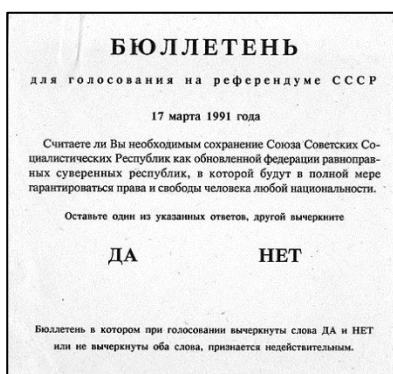 БЮЛЛЕТЕНЬ
для голосования на референдуме СССР
17 марта 1991 года
Считаете ли Вы необходимым сохранение Союза Советских Со-
циалистических Республик как обновленной федерации равноправ-
ных суверенных республик, в которой будут в полной мере
гарантироваться права и свободы человека любой национальности.
Оставьте один из указанных ответов, другой вычеркните
ДА НЕТ
Бюллетень в котором при голосовании вычеркнуты слова ДА и НЕТ
или не вычеркнуты оба слова, признается недействительным.